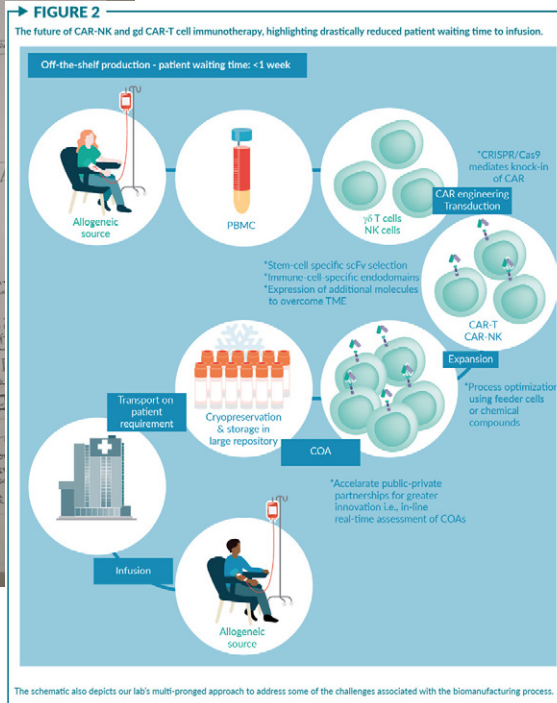 FIGURE 2
The future of CAR-NK and gd CAR-T cell immunotherapy, highlighting drastically reduced patient waiting time to infusion.
Off-the-shelf production - patient waiting time: <1 week
Allogeneic
source
PBMC
γδ T cells
NK cells
*CRISPR/Cas9
mediates knock-in
of CAR
CAR engineering
Transduction
*Stem-cell specific scFv selection
*Immune-cell-specific endodomains
*Expression of additional molecules
to overcome TME
CAR-T
CAR-NK
Expansion
*Process optimization
using feeder cells
or chemical
compounds
Transport on
patient
requirement
Cryopreservation
& storage in
large repository
COA
*Accelarate public-private
partnerships for greater
innovation i.e., in-line
real-time assessment of COAs
Infusion
Allogeneic
source
The schematic also depicts our lab's multi-pronged approach to address some of the challenges associated with the biomanufacturing process.